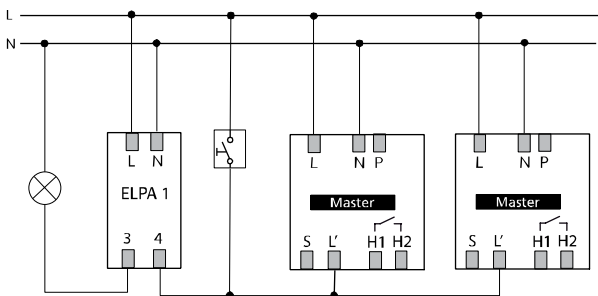 L
N
L N
L N P
L N P
ELPA 1
Master
Master
3 4
S L' H1 H2
S L' H1 H2